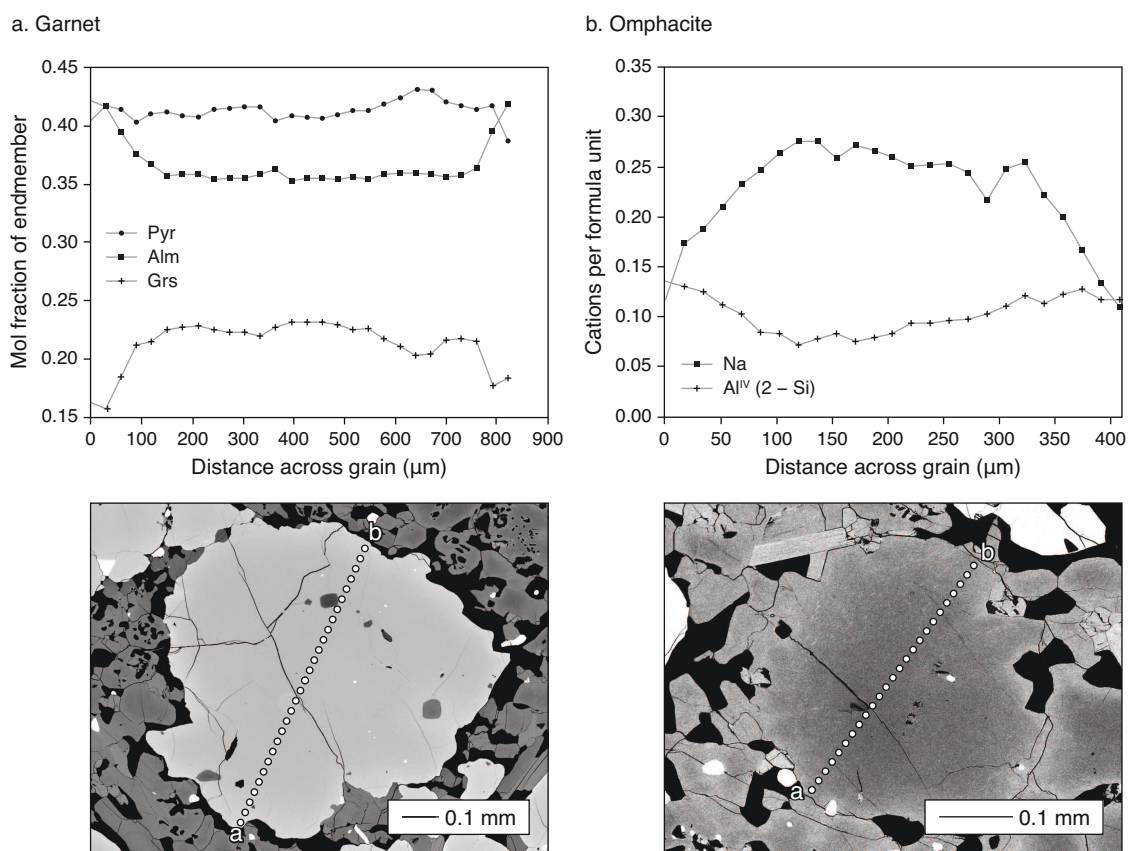 a. Garnet
0.45
0.40
0.35
0.30
0.25
0.20
0.15
Mol fraction of endmember
Pyr
Alm
Grs
0 100 200 300 400 500 600 700 800 900
Distance across grain (μm)
b
a
0.1 mm
b. Omphacite
0.35
0.30
0.25
0.20
0.15
0.10
0.05
0.00
Cations per formula unit
Na
Alᴵⱽ (2 – Si)
0 50 100 150 200 250 300 350 400
Distance across grain (μm)
b
a
0.1 mm